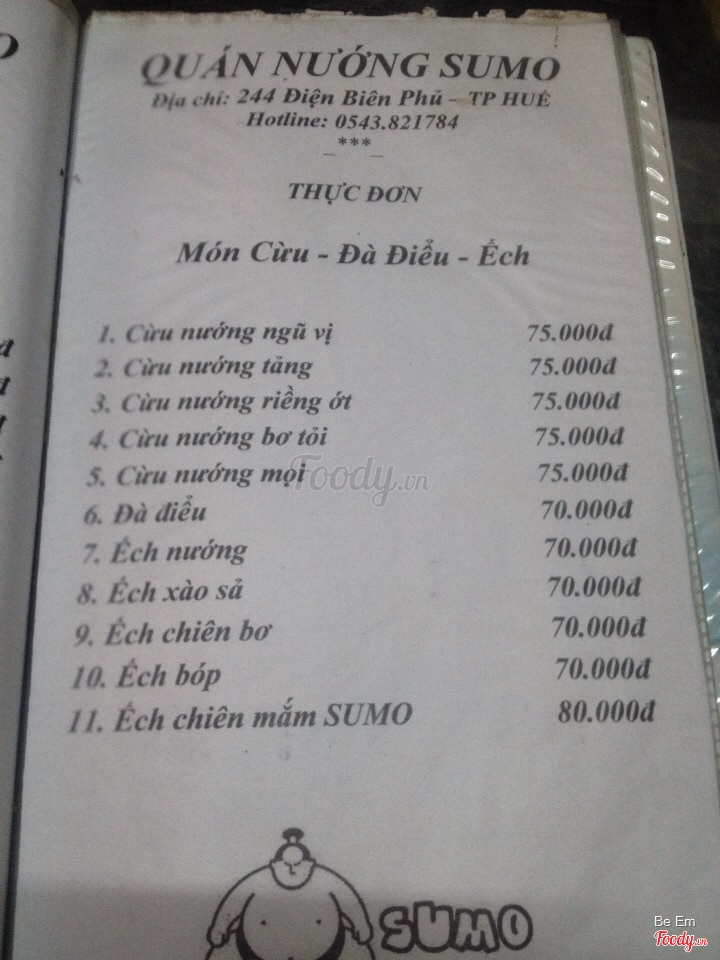 QUÁN NƯỚNG SUMO
Địa chỉ: 244 Điện Biên Phủ - TP HUẾ
Hotline: 0543.821784
_***_
THỰC ĐƠN
Món Cừu - Đà Điểu - Ếch
1. Cừu nướng ngũ vị 75.000đ
2. Cừu nướng tảng 75.000đ
3. Cừu nướng riềng ớt 75.000đ
4. Cừu nướng bơ tỏi 75.000đ
5. Cừu nướng mọi 75.000đ
Foody.vn
6. Đà điểu 70.000đ
7. Ếch nướng 70.000đ
8. Ếch xào sả 70.000đ
9. Ếch chiên bơ 70.000đ
10. Ếch bóp 70.000đ
11. Ếch chiên mắm SUMO 80.000đ
SUMO
Be Em
Foody.vn